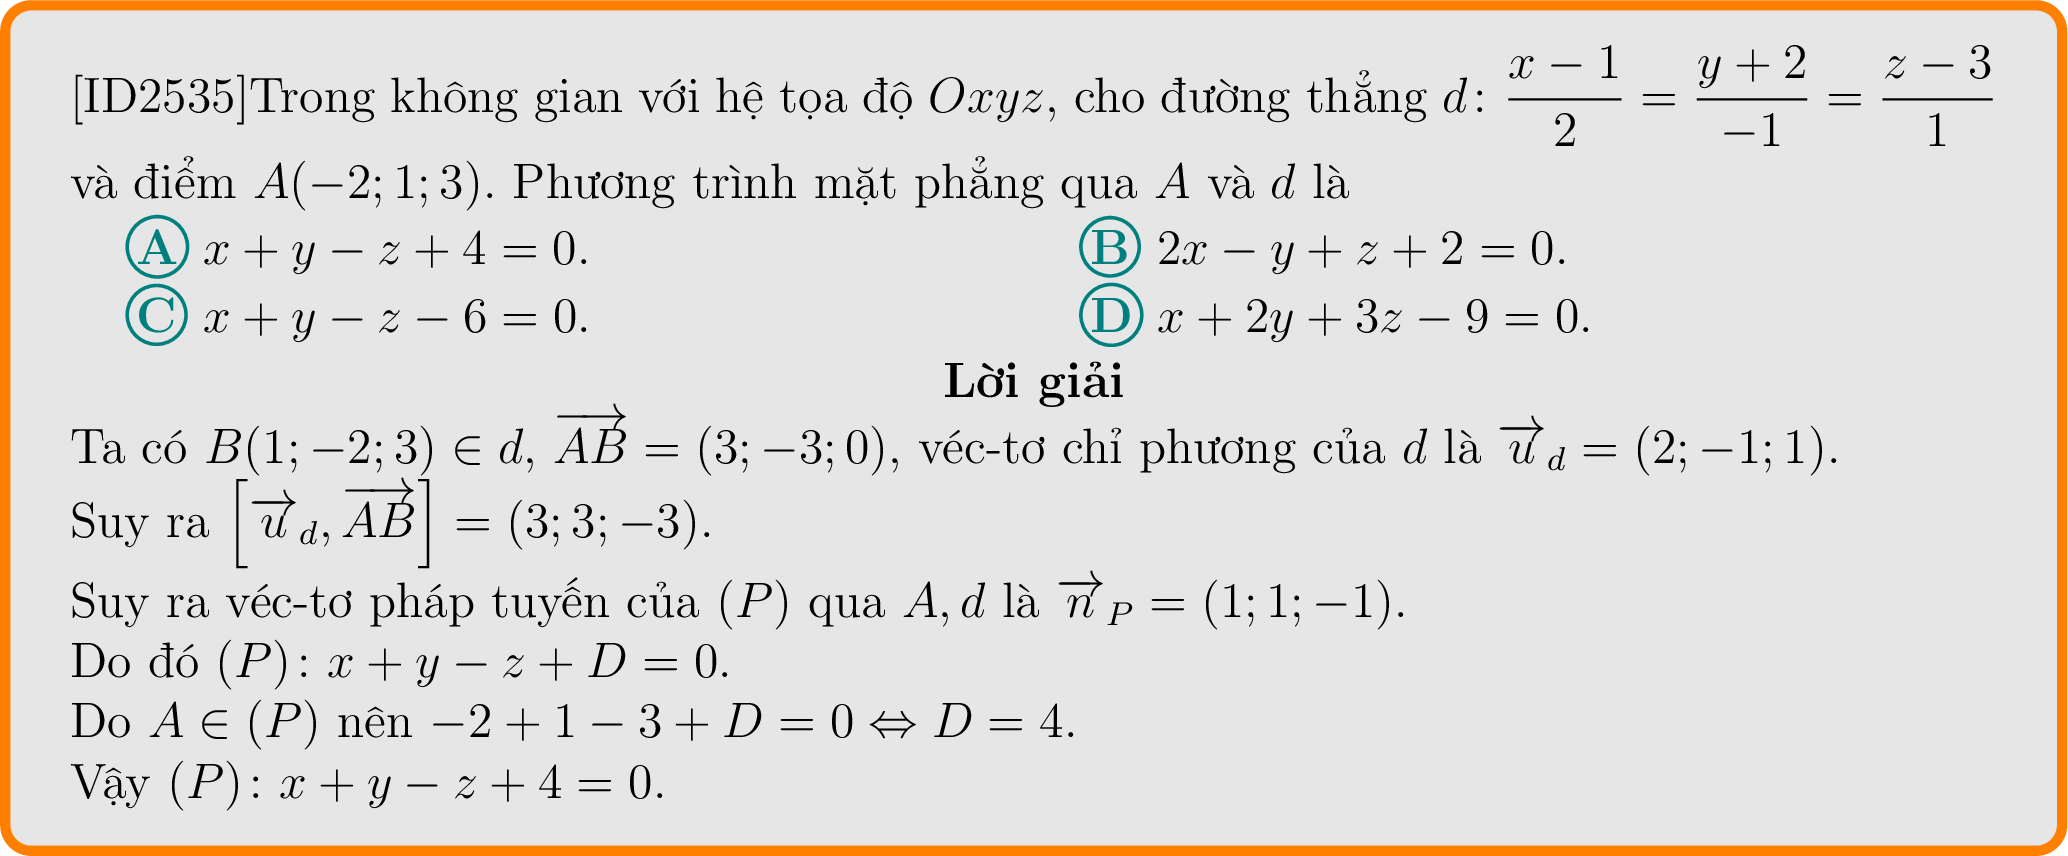 [ID2535]Trong không gian với hệ tọa độ $Oxyz$, cho đường thẳng $d\colon \dfrac{x-1}{2} = \dfrac{y+2}{-1} = \dfrac{z-3}{1}$
và điểm $A(-2; 1; 3)$. Phương trình mặt phẳng qua $A$ và $d$ là
A $x + y - z + 4 = 0$. B $2x - y + z + 2 = 0$.
C $x + y - z - 6 = 0$. D $x + 2y + 3z - 9 = 0$.
Lời giải
Ta có $B(1; -2; 3) \in d$, $\overrightarrow{AB} = (3; -3; 0)$, véc-tơ chỉ phương của $d$ là $\overrightarrow{u}_d = (2; -1; 1)$.
Suy ra $\left[\overrightarrow{u}_d, \overrightarrow{AB}\right] = (3; 3; -3)$.
Suy ra véc-tơ pháp tuyến của $(P)$ qua $A, d$ là $\overrightarrow{n}_P = (1; 1; -1)$.
Do đó $(P)\colon x + y - z + D = 0$.
Do $A \in (P)$ nên $-2 + 1 - 3 + D = 0 \Leftrightarrow D = 4$.
Vậy $(P)\colon x + y - z + 4 = 0$.